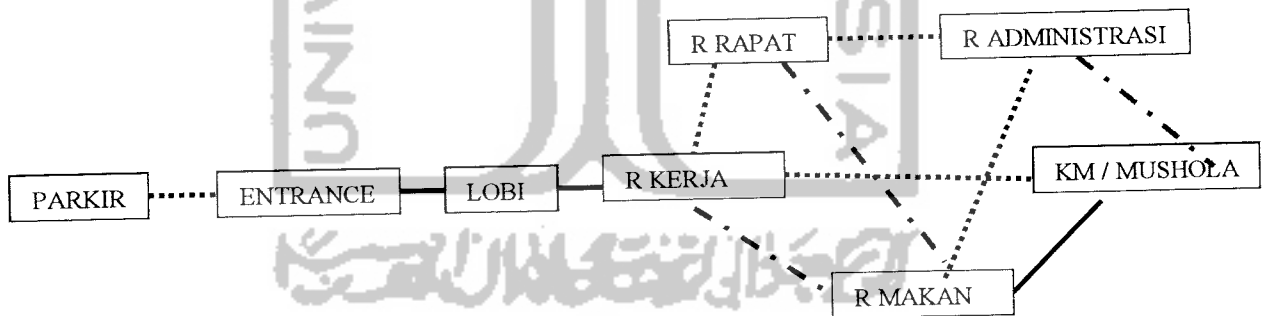 R RAPAT
R ADMINISTRASI
PARKIR
ENTRANCE
LOBI
R KERJA
KM / MUSHOLA
R MAKAN